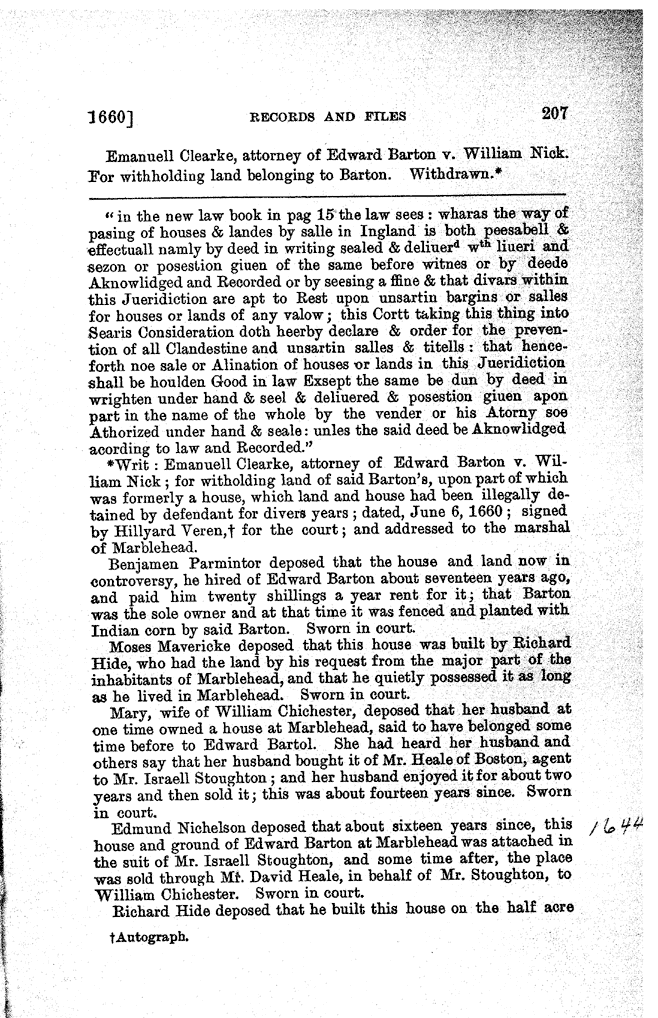 1660]	RECORDS AND FILES	207
Emanuell Clearke, attorney of Edward Barton v. William Nick.
For withholding land belonging to Barton. Withdrawn.*
“in the new law book in pag 15 the law sees: wharas the way of
pasing of houses & landes by salle in Ingland is both peesabell &
effectuall namly by deed in writing sealed & deliuerᵈ wᵗʰ liueri and
sezon or posestion giuen of the same before witnes or by deede
Aknowlidged and Recorded or by seesing a ffine & that divars within
this Jueridiction are apt to Rest upon unsartin bargins or salles
for houses or lands of any valow; this Cortt taking this thing into
Searis Consideration doth heerby declare & order for the preven-
tion of all Clandestine and unsartin salles & titells: that hence-
forth noe sale or Alination of houses or lands in this Jueridiction
shall be houlden Good in law Exsept the same be dun by deed in
wrighten under hand & seel & deliuered & posestion giuen apon
part in the name of the whole by the vender or his Atorny soe
Athorized under hand & seale: unles the said deed be Aknowlidged
acording to law and Recorded.”
*Writ: Emanuell Clearke, attorney of Edward Barton v. Wil-
liam Nick; for witholding land of said Barton's, upon part of which
was formerly a house, which land and house had been illegally de-
tained by defendant for divers years; dated, June 6, 1660; signed
by Hillyard Veren,† for the court; and addressed to the marshal
of Marblehead.
Benjamen Parmintor deposed that the house and land now in
controversy, he hired of Edward Barton about seventeen years ago,
and paid him twenty shillings a year rent for it; that Barton
was the sole owner and at that time it was fenced and planted with
Indian corn by said Barton. Sworn in court.
Moses Mavericke deposed that this house was built by Richard
Hide, who had the land by his request from the major part of the
inhabitants of Marblehead, and that he quietly possessed it as long
as he lived in Marblehead. Sworn in court.
Mary, wife of William Chichester, deposed that her husband at
one time owned a house at Marblehead, said to have belonged some
time before to Edward Bartol. She had heard her husband and
others say that her husband bought it of Mr. Heale of Boston, agent
to Mr. Israell Stoughton; and her husband enjoyed it for about two
years and then sold it; this was about fourteen years since. Sworn
in court.
Edmund Nichelson deposed that about sixteen years since, this
house and ground of Edward Barton at Marblehead was attached in
the suit of Mr. Israell Stoughton, and some time after, the place
was sold through Mr. David Heale, in behalf of Mr. Stoughton, to
William Chichester. Sworn in court.
Richard Hide deposed that he built this house on the half acre
†Autograph.
1644